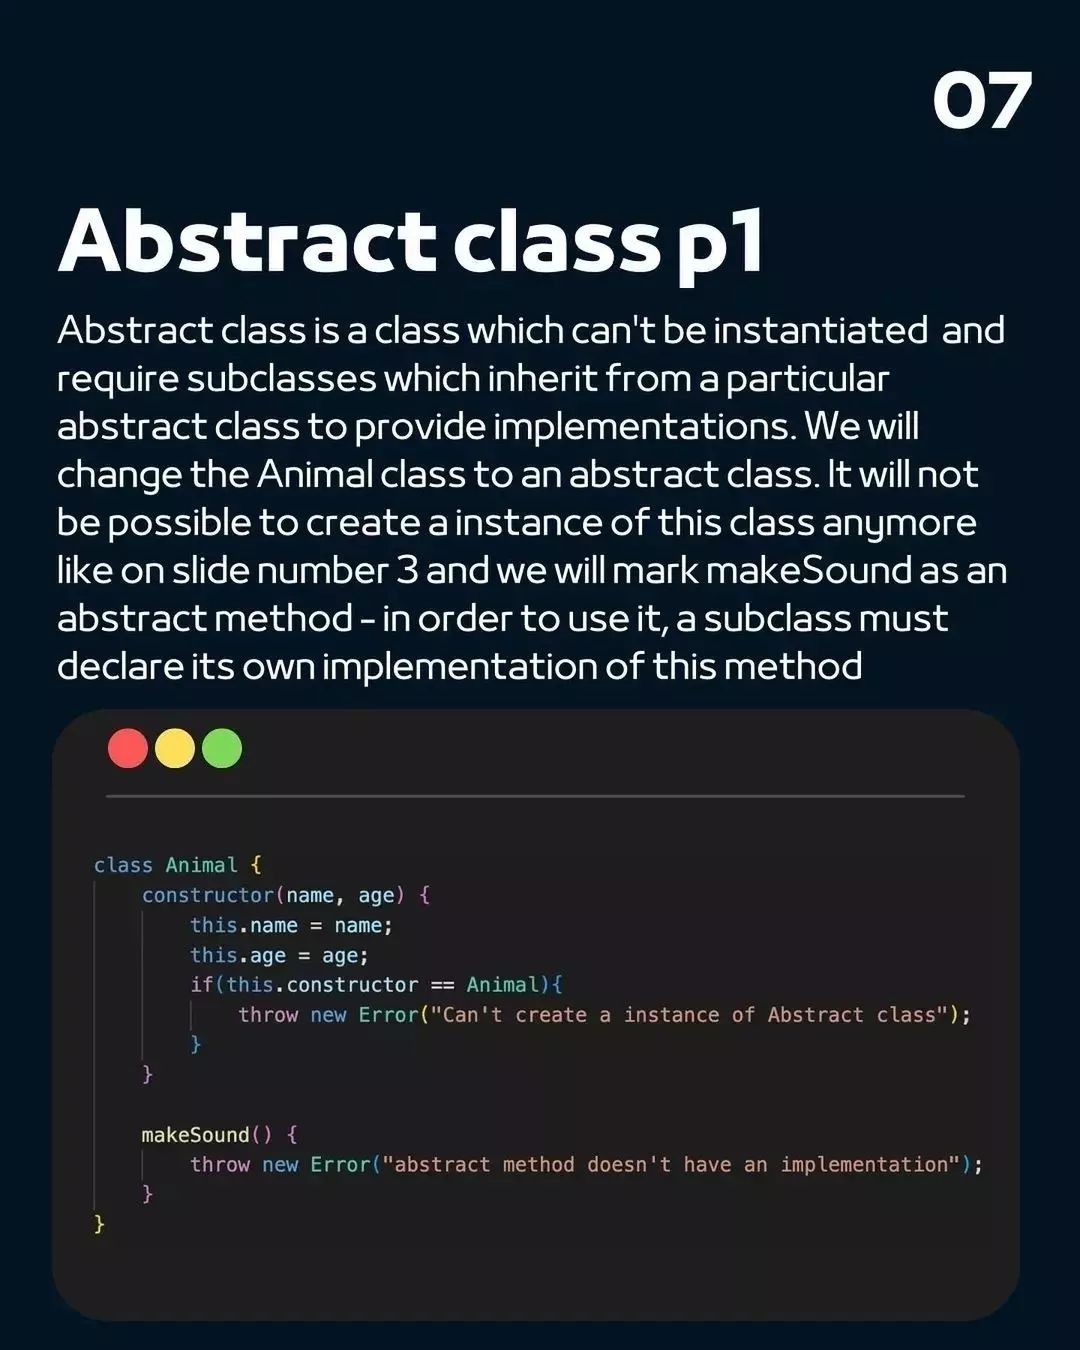 07
Abstract class p1
Abstract class is a class which can't be instantiated and
require subclasses which inherit from a particular
abstract class to provide implementations. We will
change the Animal class to an abstract class. It will not
be possible to create a instance of this class anymore
like on slide number 3 and we will mark makeSound as an
abstract method - in order to use it, a subclass must
declare its own implementation of this method
class Animal {
    constructor(name, age) {
        this.name = name;
        this.age = age;
        if(this.constructor == Animal){
            throw new Error("Can't create a instance of Abstract class");
        }
    }
    makeSound() {
        throw new Error("abstract method doesn't have an implementation");
    }
}